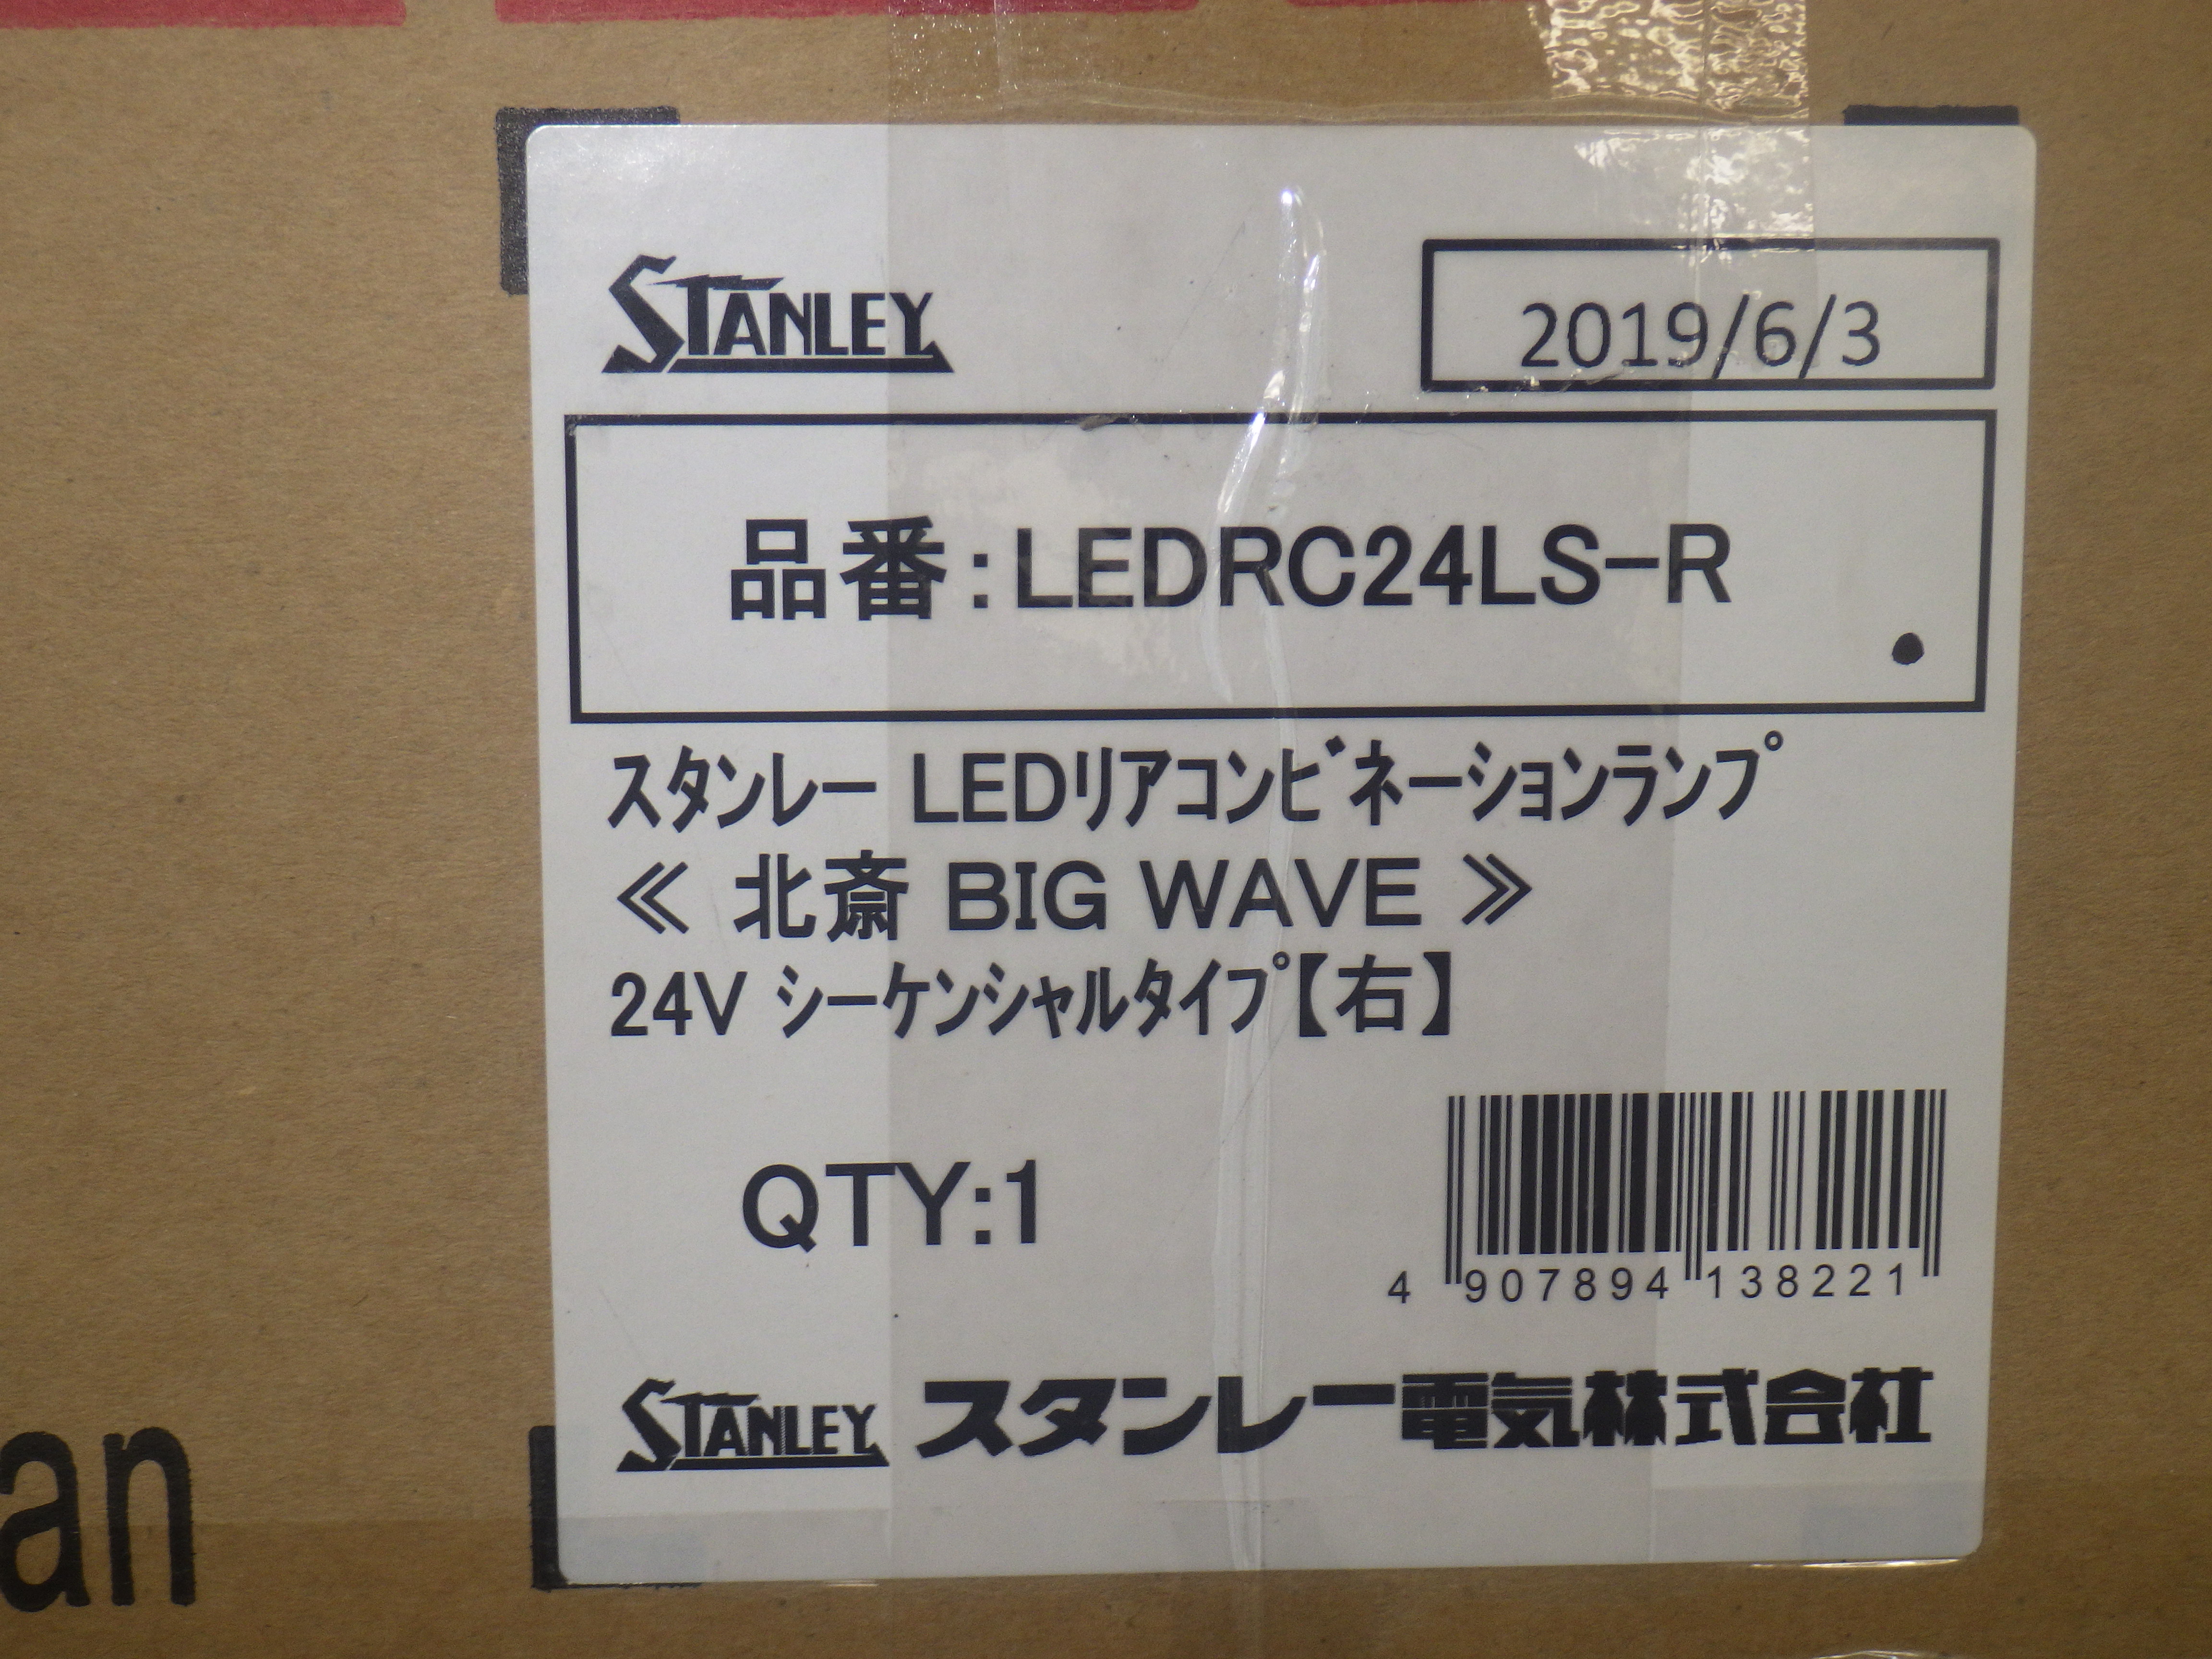 STANLEY
2019/6/3
品番:LEDRC24LS-R
ｽﾀﾝﾚｰ LEDﾘｱｺﾝﾋﾞﾈｰｼｮﾝﾗﾝﾌﾟ
≪ 北斎 BIG WAVE ≫
24V ｼｰｹﾝｼｬﾙﾀｲﾌﾟ【右】
QTY:1
4 907894 138221
STANLEY スタンレー電気株式会社
an